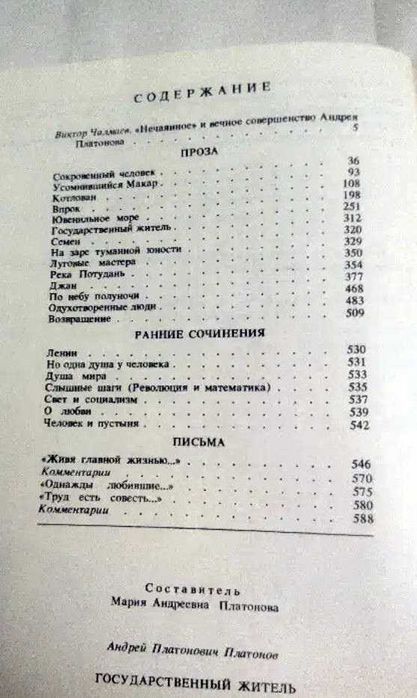 СОДЕРЖАНИЕ
Виктор Чалмаев. «Нечаянное» и вечное совершенство Андрея
Платонова . . . . . . . . . . 5
ПРОЗА
Сокровенный человек . . . . . . . . . . 36
Усомнившийся Макар . . . . . . . . . . 93
Котлован . . . . . . . . . . 108
Впрок . . . . . . . . . . 198
Ювенильное море . . . . . . . . . . 251
Государственный житель . . . . . . . . . . 312
Семен . . . . . . . . . . 320
На заре туманной юности . . . . . . . . . . 329
Луговые мастера . . . . . . . . . . 350
Река Потудань . . . . . . . . . . 354
Джан . . . . . . . . . . 377
По небу полуночи . . . . . . . . . . 468
Одухотворенные люди . . . . . . . . . . 483
Возвращение . . . . . . . . . . 509
РАННИЕ СОЧИНЕНИЯ
Ленин . . . . . . . . . . 530
Но одна душа у человека . . . . . . . . . . 531
Душа мира . . . . . . . . . . 533
Слышные шаги (Революция и математика) . . . . . 535
Свет и социализм . . . . . . . . . . 537
О любви . . . . . . . . . . 539
Человек и пустыня . . . . . . . . . . 542
ПИСЬМА
«Живя главной жизнью...» . . . . . . . . . . 546
Комментарии . . . . . . . . . . 570
«Однажды любившие...» . . . . . . . . . . 575
«Труд есть совесть...» . . . . . . . . . . 580
Комментарии . . . . . . . . . . 588
Составитель
Мария Андреевна Платонова
Андрей Платонович Платонов
ГОСУДАРСТВЕННЫЙ ЖИТЕЛЬ